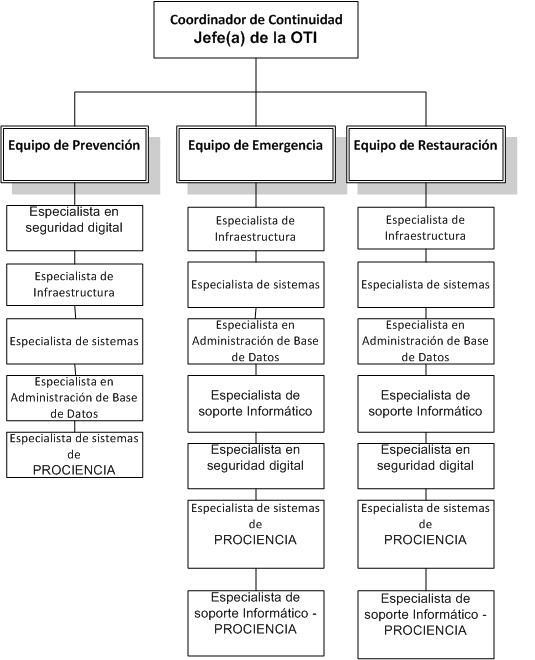 Coordinador de Continuidad
Jefe(a) de la OTI
Equipo de Prevención
Especialista en
seguridad digital
Especialista de
Infraestructura
Especialista de sistemas
Especialista en
Administración de Base
de Datos
Especialista de sistemas
de
PROCIENCIA
Equipo de Emergencia
Especialista de
Infraestructura
Especialista de sistemas
Especialista en
Administración de Base
de Datos
Especialista de
soporte Informático
Especialista en
seguridad digital
Especialista de sistemas
de
PROCIENCIA
Especialista de
soporte Informático -
PROCIENCIA
Equipo de Restauración
Especialista de
Infraestructura
Especialista de sistemas
Especialista en
Administración de Base
de Datos
Especialista de
soporte Informático
Especialista en
seguridad digital
Especialista de sistemas
de
PROCIENCIA
Especialista de
soporte Informático -
PROCIENCIA